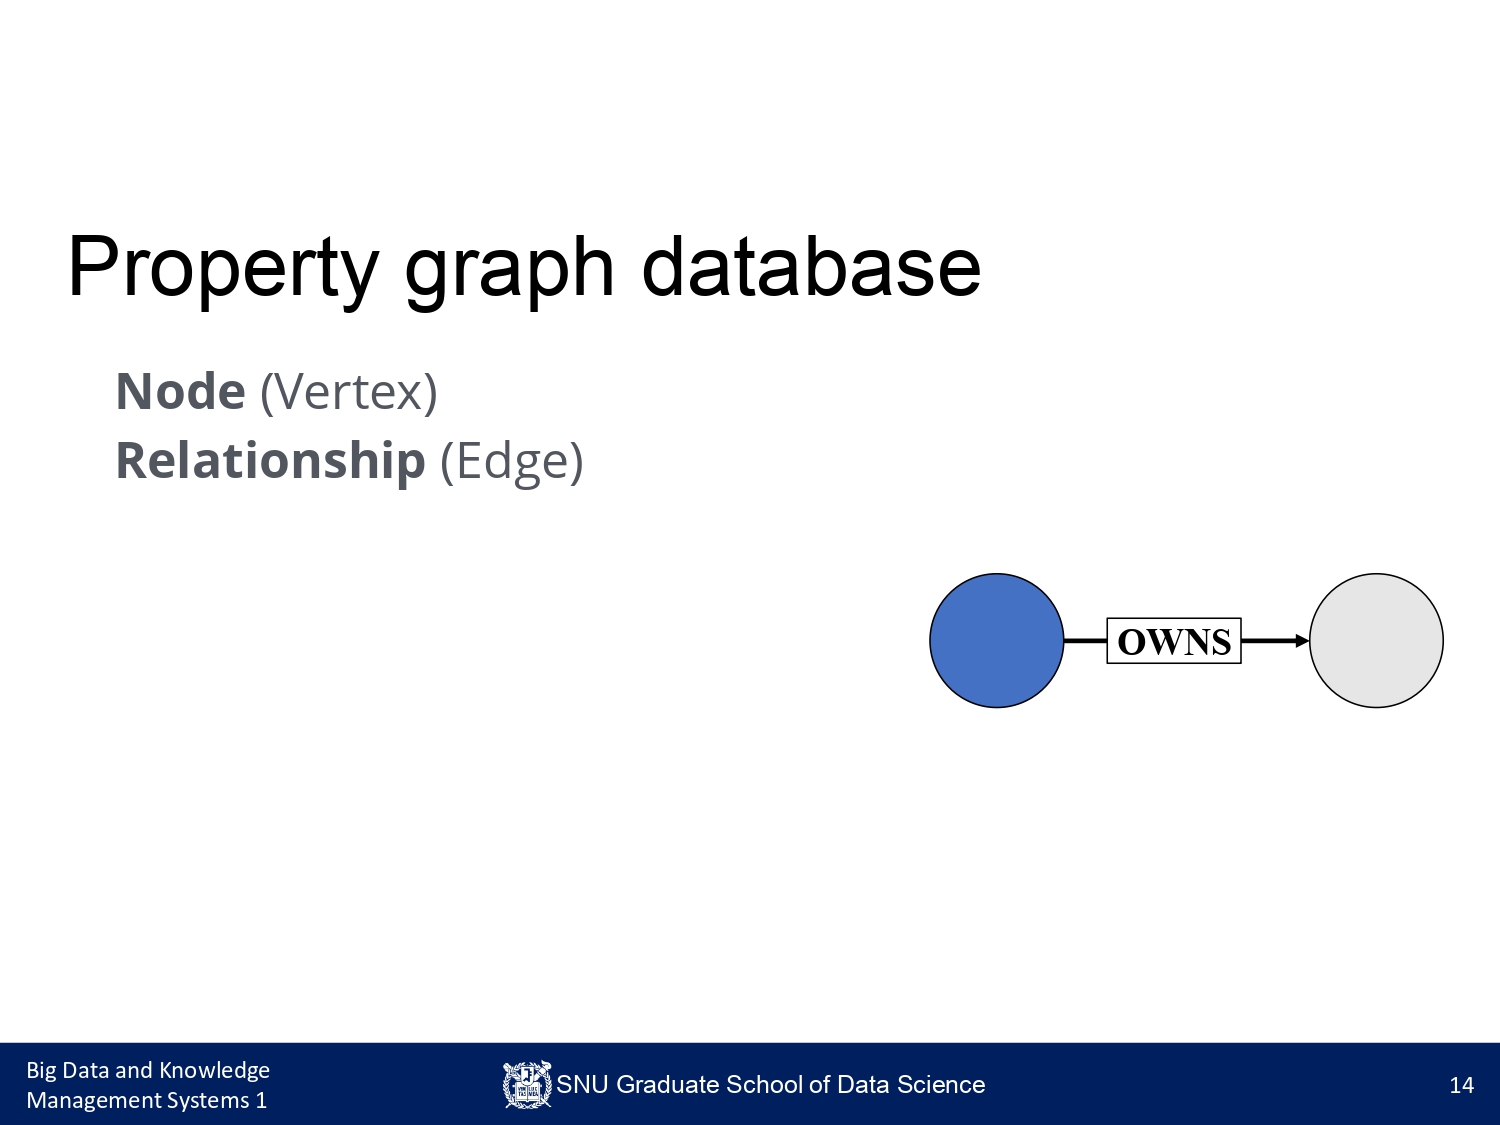 Property graph database
Node (Vertex)
Relationship (Edge)
OWNS
Big Data and Knowledge
Management Systems 1
SNU Graduate School of Data Science
14